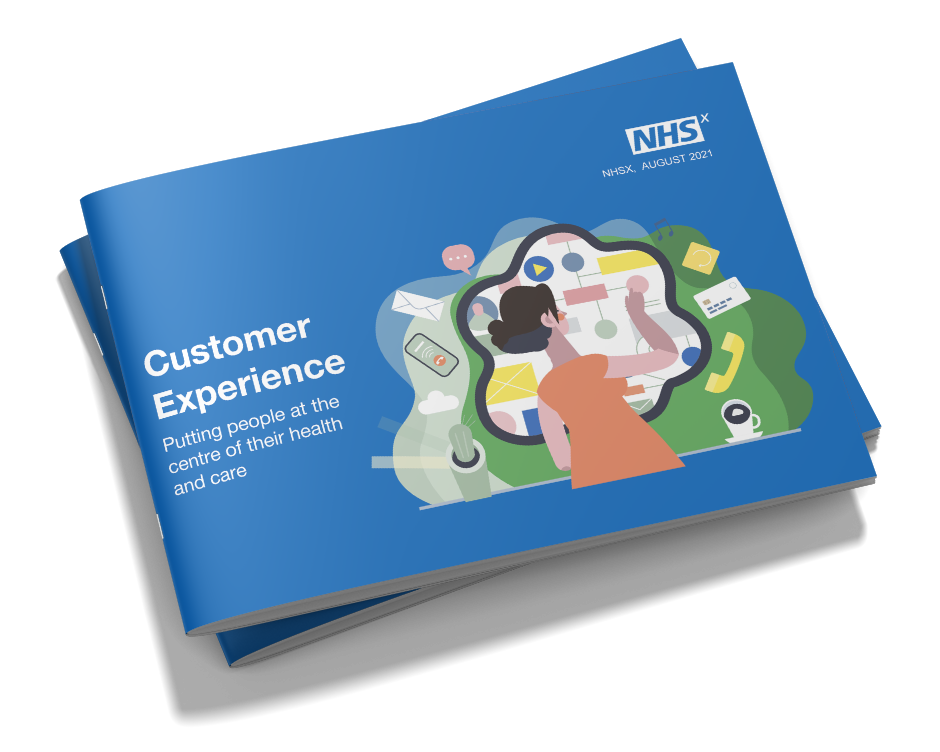 NHS X
NHSX, AUGUST 2021
Customer
Experience
Putting people at the
centre of their health
and care